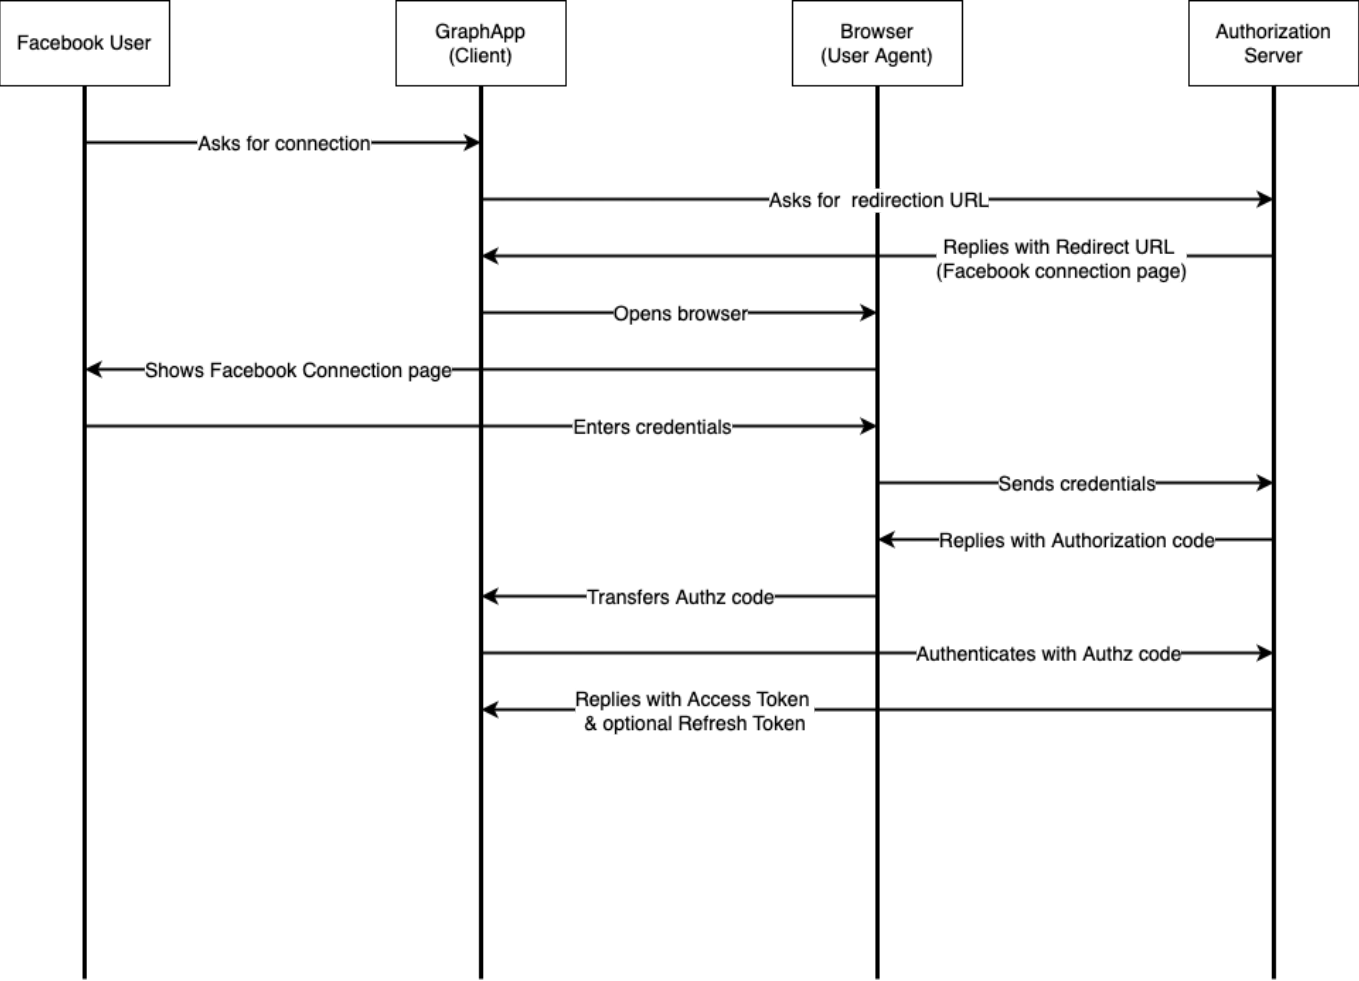 Facebook User
GraphApp
(Client)
Browser
(User Agent)
Authorization
Server
Asks for connection
Asks for  redirection URL
Replies with Redirect URL
(Facebook connection page)
Opens browser
Shows Facebook Connection page
Enters credentials
Sends credentials
Replies with Authorization code
Transfers Authz code
Authenticates with Authz code
Replies with Access Token
& optional Refresh Token